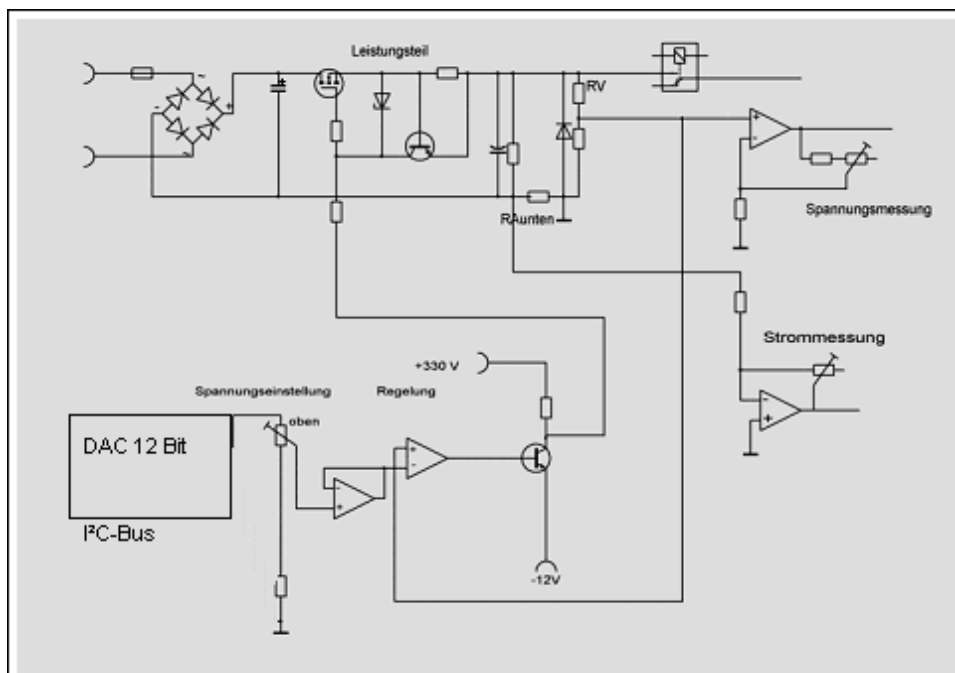 Leistungsteil
RV
RAunten
Spannungsmessung
Strommessung
+330 V
Spannungseinstellung
Regelung
oben
DAC 12 Bit
I²C-Bus
-12V